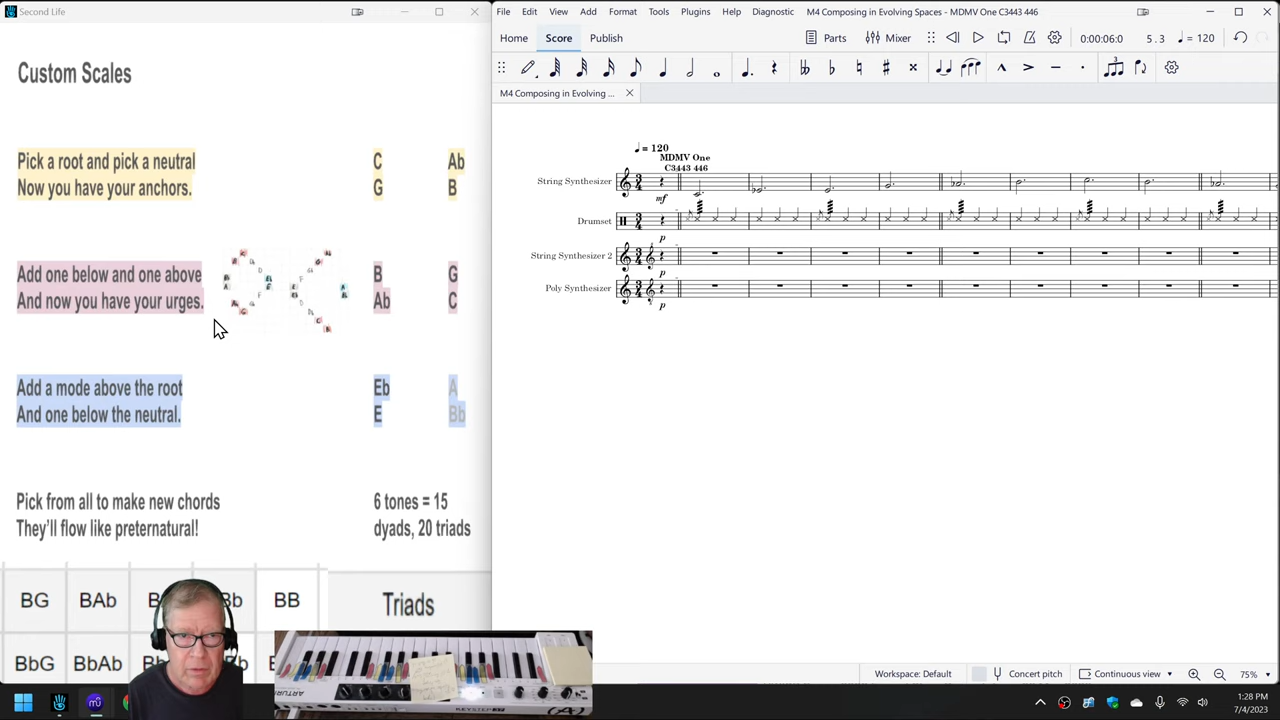 Second Life
Custom Scales
Pick a root and pick a neutral
Now you have your anchors.
C Ab
G B
Add one below and one above
And now you have your urges.
B G
Ab C
Add a mode above the root
And one below the neutral.
Eb A
E Bb
Pick from all to make new chords
They'll flow like preternatural!
6 tones = 15
dyads, 20 triads
BG BAb BB
Triads
BbG BbAb
ARTURIA
KEYSTEP 37
File Edit View Add Format Tools Plugins Help Diagnostic M4 Composing in Evolving Spaces - MDMV One C3443 446
Home Score Publish Parts Mixer 0:00:06:0 5 . 3 = 120
M4 Composing in Evolving ...
= 120
MDMV One
C3443 446
String Synthesizer
mf
Drumset
p
String Synthesizer 2
p
Poly Synthesizer
p
Workspace: Default Concert pitch Continuous view 75%
1:28 PM
7/4/2023